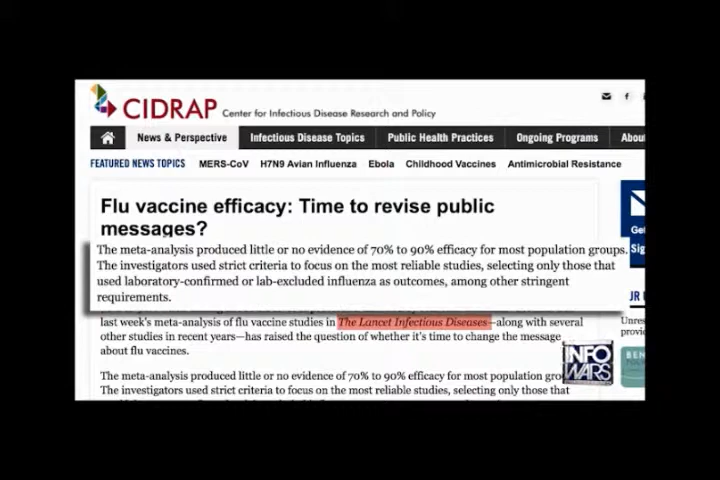 CIDRAP Center for Infectious Disease Research and Policy
News & Perspective Infectious Disease Topics Public Health Practices Ongoing Programs Abou
FEATURED NEWS TOPICS MERS-CoV H7N9 Avian Influenza Ebola Childhood Vaccines Antimicrobial Resistance
Flu vaccine efficacy: Time to revise public
messages?
Get
Sig
The meta-analysis produced little or no evidence of 70% to 90% efficacy for most population groups.
The investigators used strict criteria to focus on the most reliable studies, selecting only those that
used laboratory-confirmed or lab-excluded influenza as outcomes, among other stringent
requirements.
last week's meta-analysis of flu vaccine studies in The Lancet Infectious Diseases—along with several
other studies in recent years—has raised the question of whether it's time to change the message
about flu vaccines.
Unres
provi
INFO
WARS
BEN
The meta-analysis produced little or no evidence of 70% to 90% efficacy for most population gro
The investigators used strict criteria to focus on the most reliable studies, selecting only those that